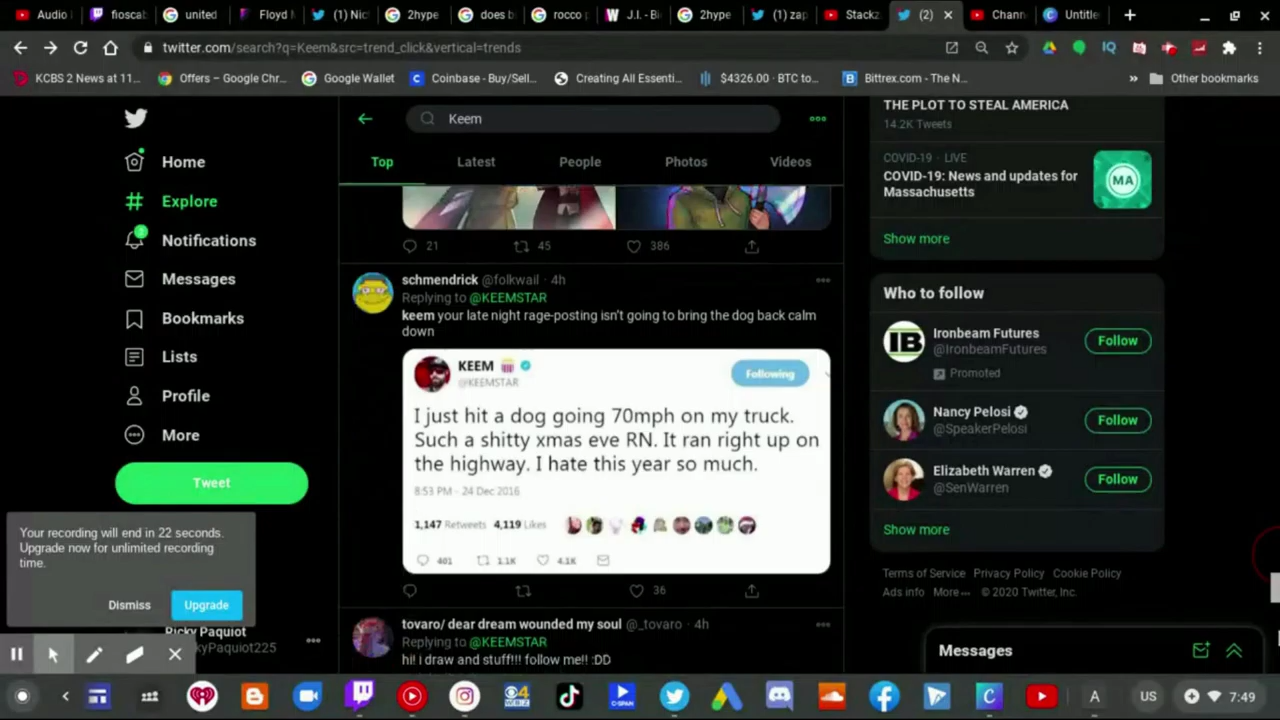 Audio
fioscab
united
Floyd M
(1) Nic
2hype
does b
rocco p
J.I. - Bi
2hype
(1) zap
Stackz
(2)
Chann
Untitle
twitter.com/search?q=Keem&src=trend_click&vertical=trends
KCBS 2 News at 11...
Offers – Google Chr...
Google Wallet
Coinbase - Buy/Sell...
Creating All Essenti...
$4326.00 · BTC to...
Bittrex.com - The N...
»
Other bookmarks
Home
Explore
Notifications
Messages
Bookmarks
Lists
Profile
More
Tweet
Your recording will end in 22 seconds.
Upgrade now for unlimited recording
time.
Dismiss
Upgrade
Ricky Paquiot
kyPaquiot225
Keem
Top
Latest
People
Photos
Videos
21
45
386
schmendrick @folkwail · 4h
Replying to @KEEMSTAR
keem your late night rage-posting isn't going to bring the dog back calm
down
KEEM
@KEEMSTAR
Following
I just hit a dog going 70mph on my truck.
Such a shitty xmas eve RN. It ran right up on
the highway. I hate this year so much.
8:53 PM - 24 Dec 2016
1,147 Retweets 4,119 Likes
401
1.1K
4.1K
36
tovaro/ dear dream wounded my soul @_tovaro · 4h
Replying to @KEEMSTAR
hi! i draw and stuff!!! follow me!! :DD
THE PLOT TO STEAL AMERICA
14.2K Tweets
COVID-19 · LIVE
COVID-19: News and updates for
Massachusetts
MA
Show more
Who to follow
IB
Ironbeam Futures
@IronbeamFutures
Promoted
Follow
Nancy Pelosi
@SpeakerPelosi
Follow
Elizabeth Warren
@SenWarren
Follow
Show more
Terms of Service Privacy Policy Cookie Policy
Ads info More © 2020 Twitter, Inc.
Messages
A
US
7:49